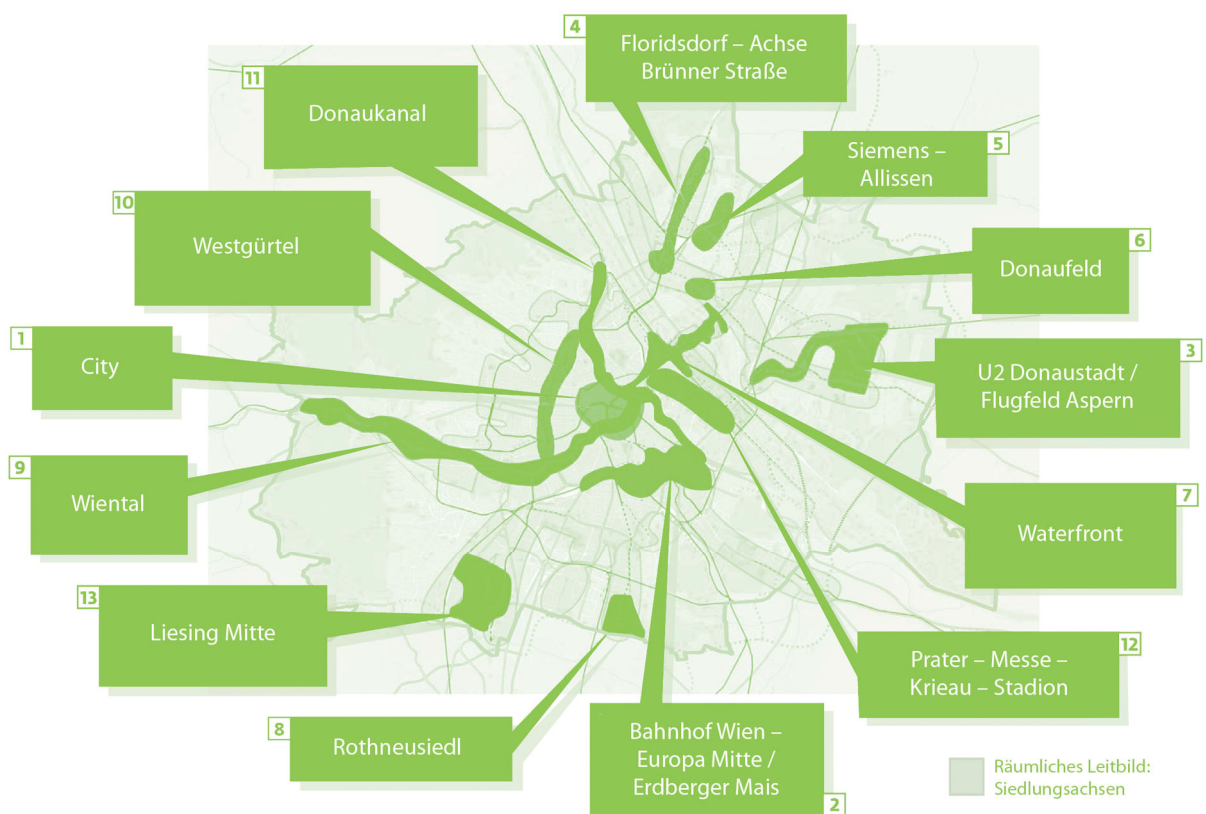 4
Floridsdorf – Achse
Brünner Straße
11
Donaukanal
5
Siemens –
Allissen
10
Westgürtel
6
Donaufeld
1
City
3
U2 Donaustadt /
Flugfeld Aspern
9
Wiental
7
Waterfront
13
Liesing Mitte
12
Prater – Messe –
Krieau – Stadion
8
Rothneusiedl
Bahnhof Wien –
Europa Mitte /
Erdberger Mais
2
Räumliches Leitbild:
Siedlungsachsen